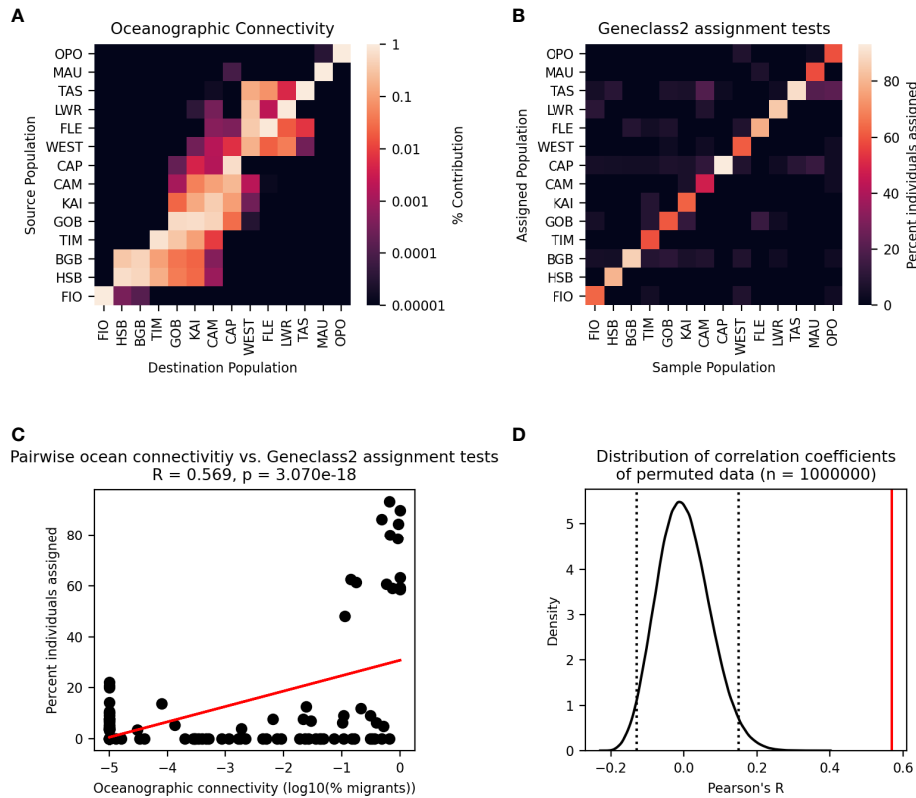 A
Oceanographic Connectivity
Source Population
OPO
MAU
TAS
LWR
FLE
WEST
CAP
CAM
KAI
GOB
TIM
BGB
HSB
FIO
FIO
HSB
BGB
TIM
GOB
KAI
CAM
CAP
WEST
FLE
LWR
TAS
MAU
OPO
Destination Population
1
0.1
0.01
0.001
0.0001
0.00001
% Contribution
B
Geneclass2 assignment tests
Assigned Population
OPO
MAU
TAS
LWR
FLE
WEST
CAP
CAM
KAI
GOB
TIM
BGB
HSB
FIO
FIO
HSB
BGB
TIM
GOB
KAI
CAM
CAP
WEST
FLE
LWR
TAS
MAU
OPO
Sample Population
80
60
40
20
0
Percent individuals assigned
C
Pairwise ocean connectivitiy vs. Geneclass2 assignment tests
R = 0.569, p = 3.070e-18
Percent individuals assigned
80
60
40
20
0
−5
−4
−3
−2
−1
0
Oceanographic connectivity (log10(% migrants))
D
Distribution of correlation coefficients
of permuted data (n = 1000000)
Density
5
4
3
2
1
0
−0.2
0.0
0.2
0.4
0.6
Pearson's R